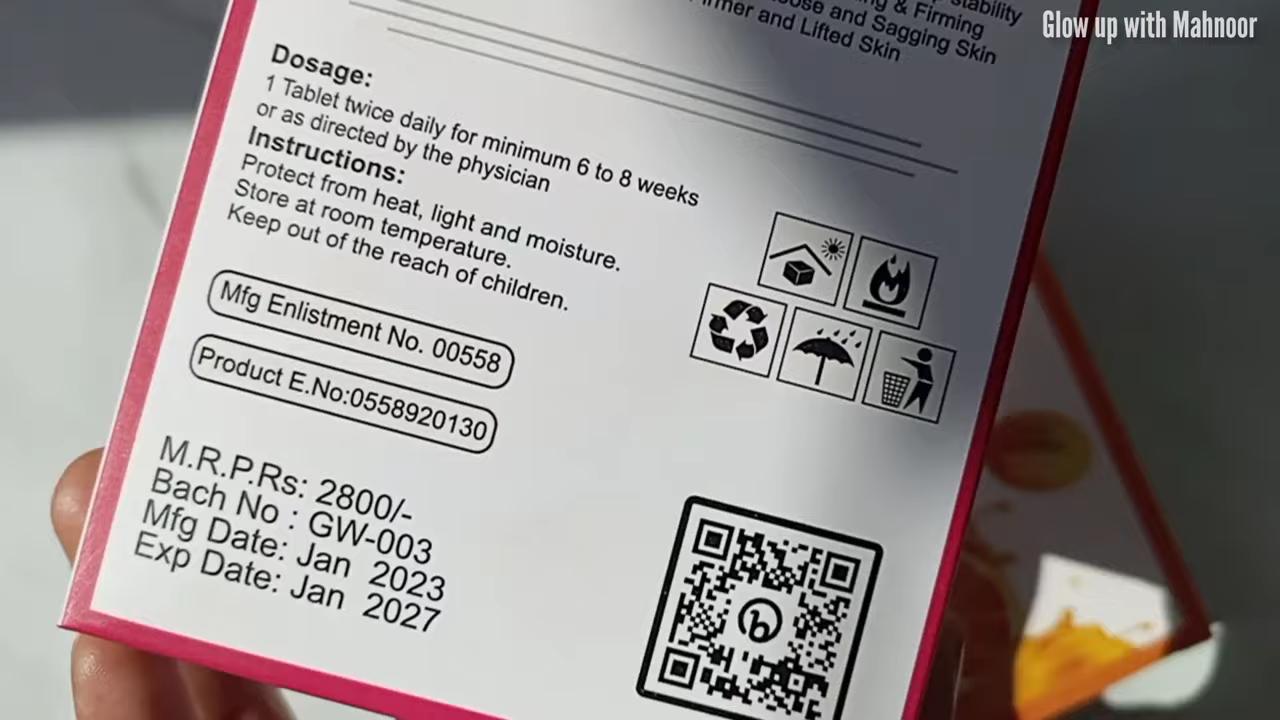 Glow up with Mahnoor
stability
& Firming
and Sagging Skin
and Lifted Skin
Dosage:
1 Tablet twice daily for minimum 6 to 8 weeks
or as directed by the physician
Instructions:
Protect from heat, light and moisture.
Store at room temperature.
Keep out of the reach of children.
Mfg Enlistment No. 00558
Product E.No:0558920130
M.R.P.Rs: 2800/-
Bach No : GW-003
Mfg Date: Jan 2023
Exp Date: Jan 2027